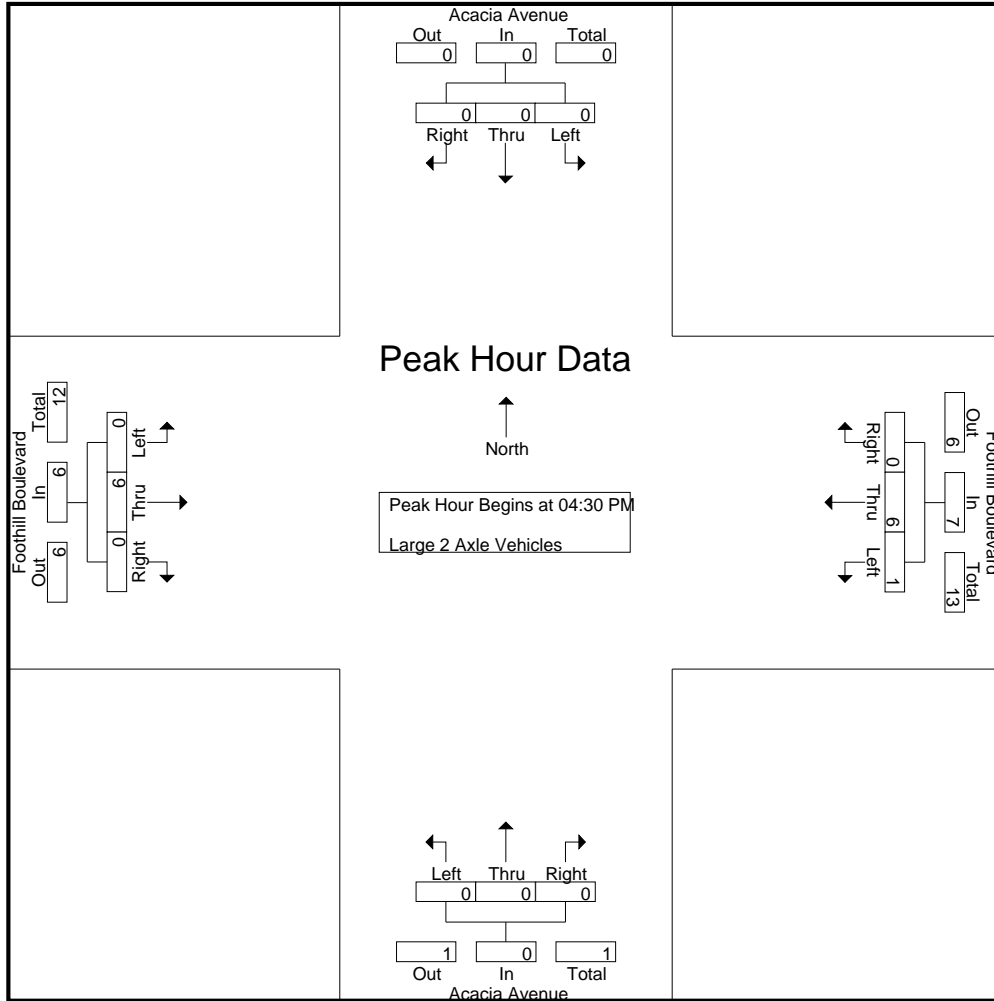 Acacia Avenue
Out In Total
0 0 0
0 0 0
Right Thru Left
Peak Hour Data
North
Peak Hour Begins at 04:30 PM
Large 2 Axle Vehicles
Foothill Boulevard
Out In Total
6 6 12
Left Thru Right
0 6 0
Foothill Boulevard
Out In Total
6 7 13
Right Thru Left
0 6 1
Left Thru Right
0 0 0
1 0 1
Out In Total
Acacia Avenue